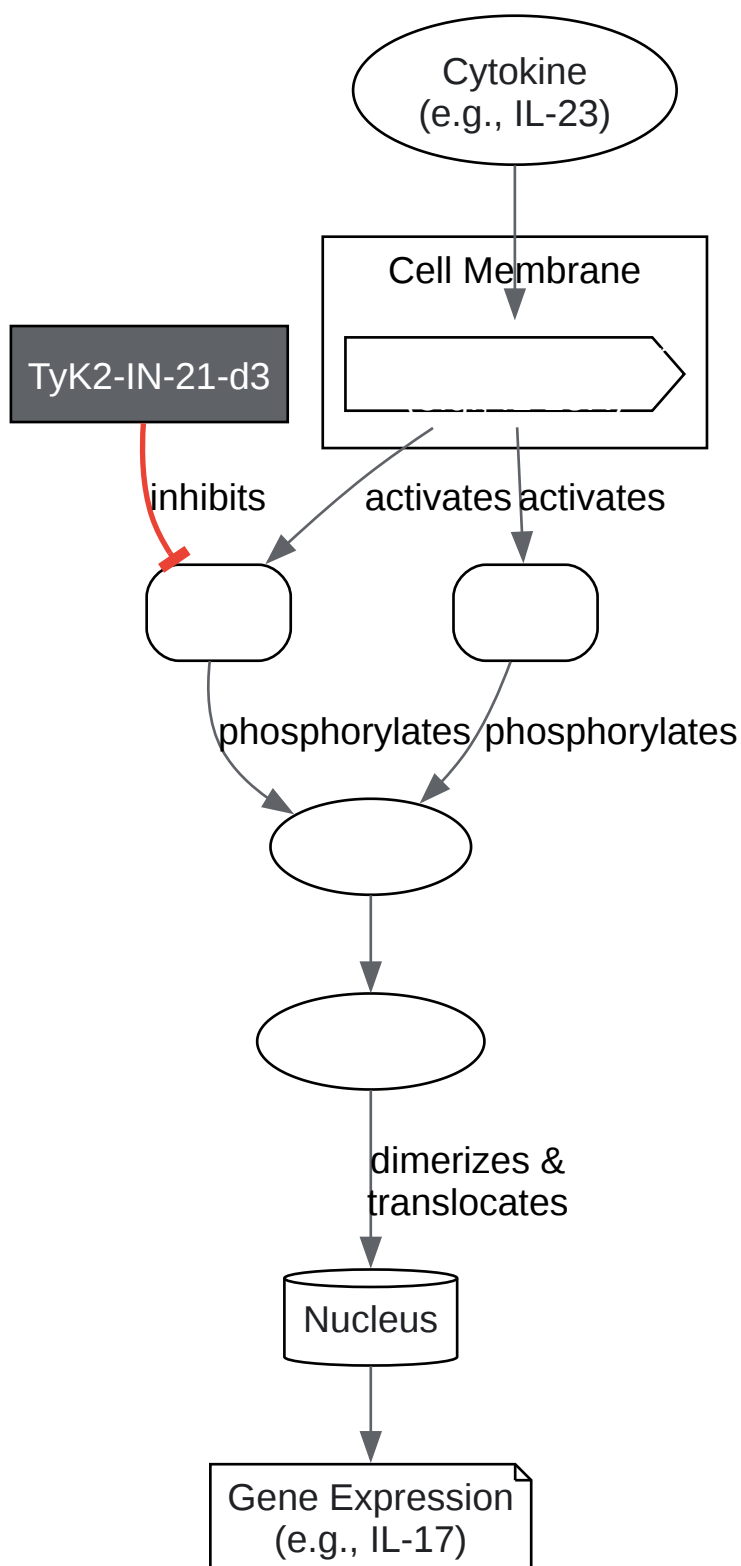 Cytokine
(e.g., IL-23)
Cell Membrane
TyK2-IN-21-d3
inhibits
activates
activates
phosphorylates
phosphorylates
dimerizes &
translocates
Nucleus
Gene Expression
(e.g., IL-17)